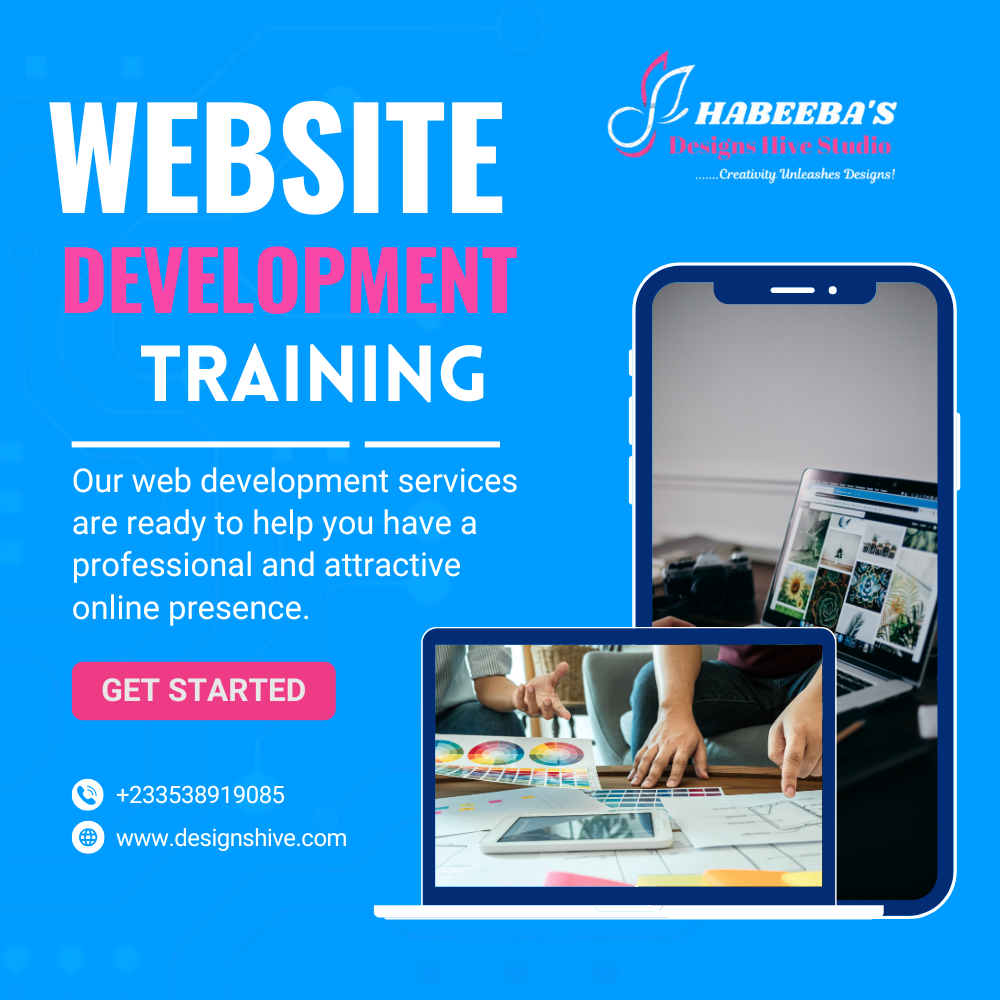 WEBSITE
DEVELOPMENT
TRAINING
HABEEBA'S
Designs Hive Studio
.......Creativity Unleashes Designs!
Our web development services
are ready to help you have a
professional and attractive
online presence.
GET STARTED
+233538919085
www.designshive.com